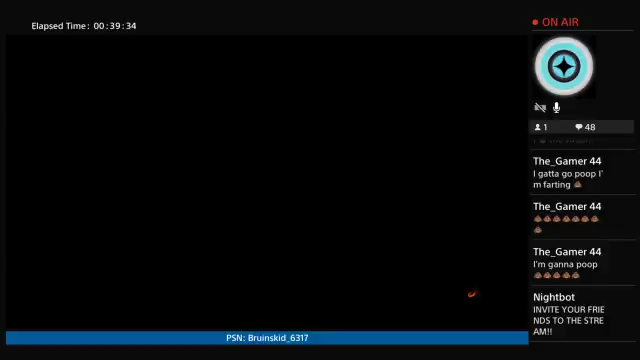 Elapsed Time: 00:39:34
ON AIR
1 48
The_Gamer 44
I gatta go poop I'
m farting 💩
The_Gamer 44
💩💩💩💩💩💩💩
💩
The_Gamer 44
I'm ganna poop
💩💩💩💩💩
Nightbot
INVITE YOUR FRIE
NDS TO THE STRE
AM!!
PSN: Bruinskid_6317